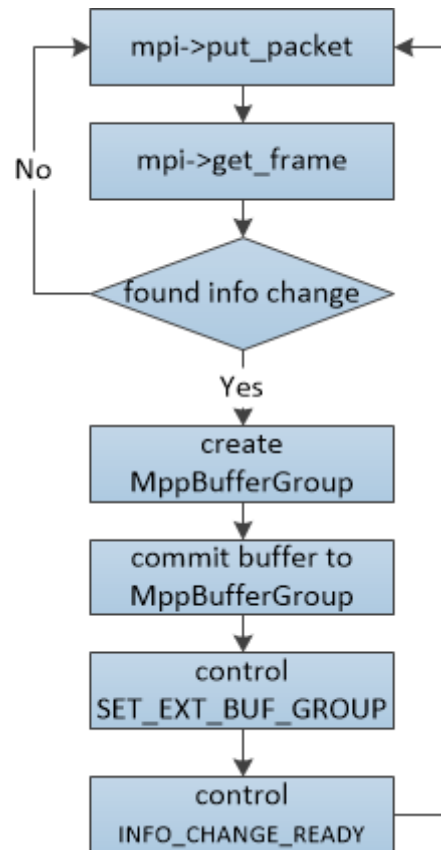 mpi->put_packet
mpi->get_frame
No
found info change
Yes
create
MppBufferGroup
commit buffer to
MppBufferGroup
control
SET_EXT_BUF_GROUP
control
INFO_CHANGE_READY